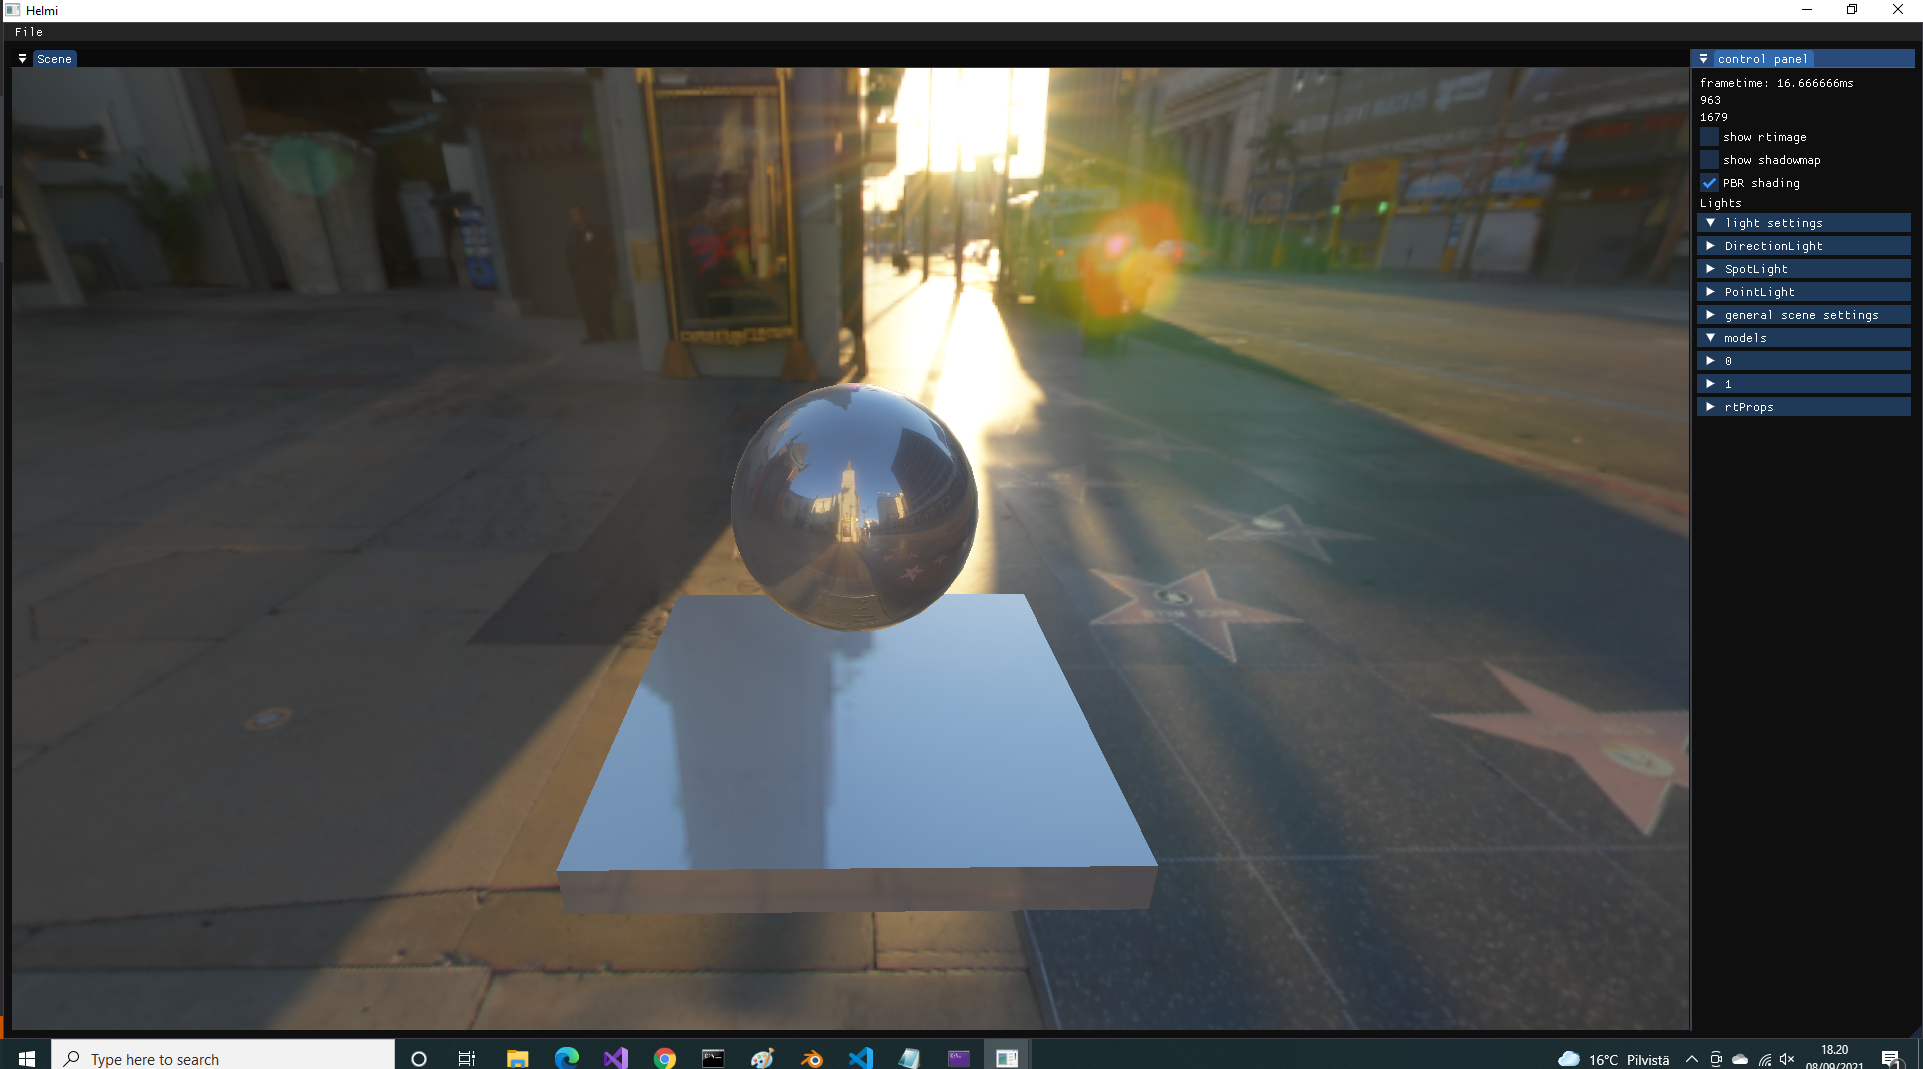 Helmi
File
Scene
control panel
frametime: 16.666666ms
963
1679
show rtimage
show shadowmap
PBR shading
Lights
light settings
DirectionLight
SpotLight
PointLight
general scene settings
models
0
1
rtProps
Type here to search
16°C Pilvistä
18.20
08/09/2021